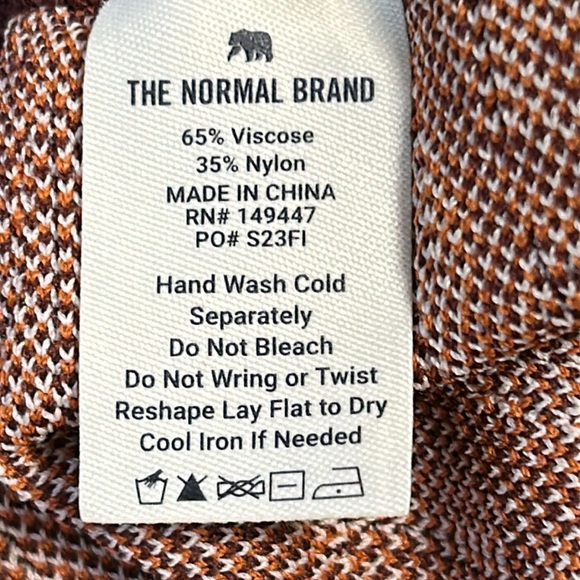 THE NORMAL BRAND
65% Viscose
35% Nylon
MADE IN CHINA
RN# 149447
PO# S23FI
Hand Wash Cold
Separately
Do Not Bleach
Do Not Wring or Twist
Reshape Lay Flat to Dry
Cool Iron If Needed